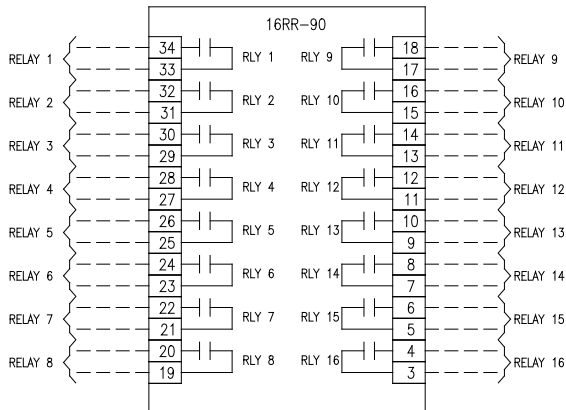 16RR-90
34 RLY 1 RLY 9 18
RELAY 1 RELAY 9
33 17
32 16
RELAY 2 RLY 2 RLY 10 RELAY 10
31 15
30 14
RELAY 3 RLY 3 RLY 11 RELAY 11
29 13
28 12
RELAY 4 RLY 4 RLY 12 RELAY 12
27 11
26 10
RELAY 5 RLY 5 RLY 13 RELAY 13
25 9
24 8
RELAY 6 RLY 6 RLY 14 RELAY 14
23 7
22 6
RELAY 7 RLY 7 RLY 15 RELAY 15
21 5
20 4
RELAY 8 RLY 8 RLY 16 RELAY 16
19 3